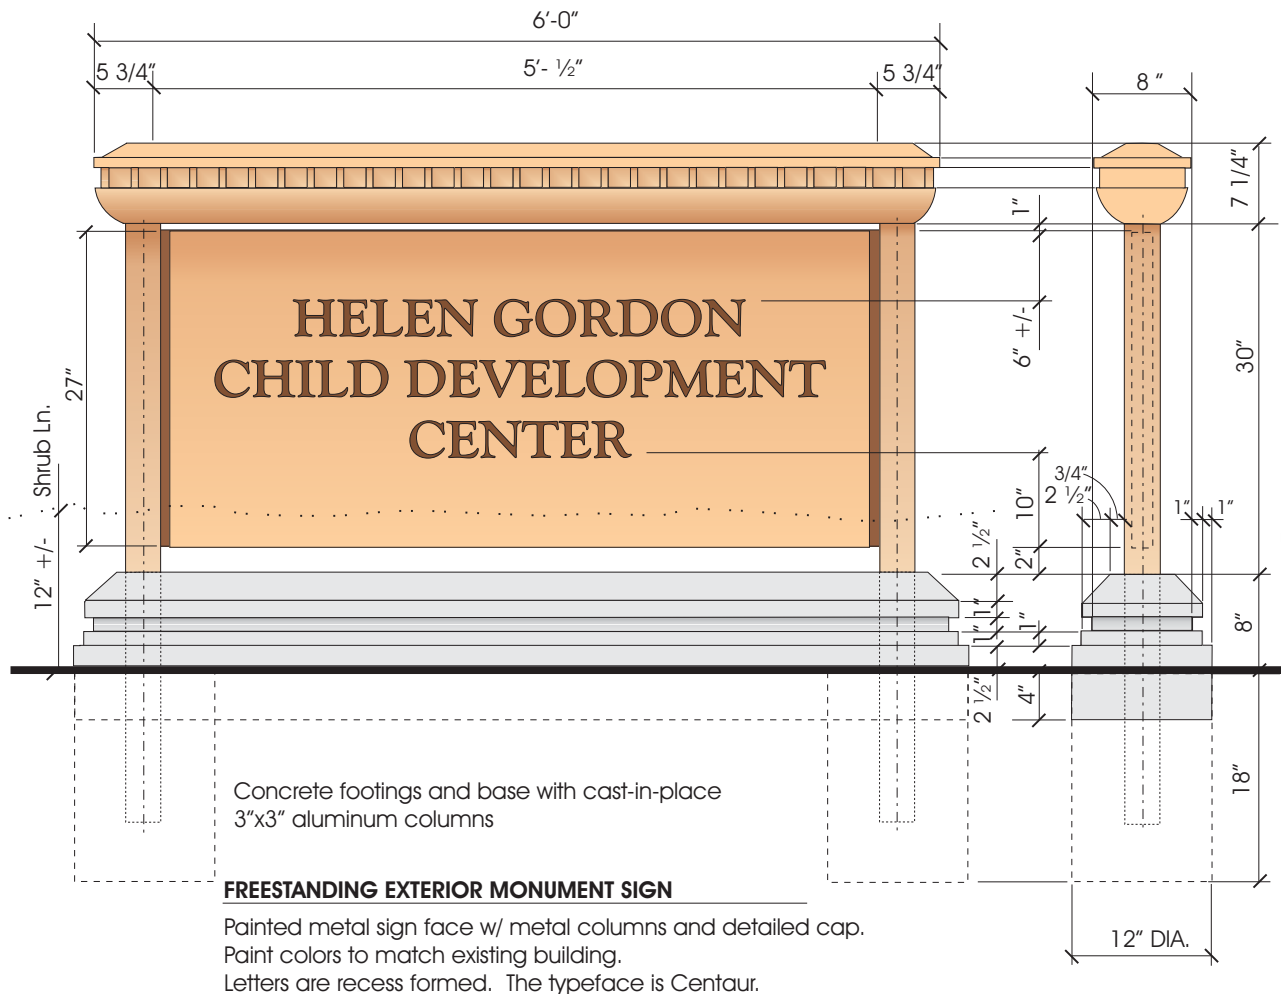 6'-0"
5 3/4"
5'- ½"
5 3/4"
8 "
7 1/4"
1"
HELEN GORDON
CHILD DEVELOPMENT
CENTER
6" +/-
30"
27"
Shrub Ln.
12" +/-
3/4"
2 ½"
10"
1"
1"
2 ½"
2"
1"
1"
1"
8"
2 ½"
4"
18"
Concrete footings and base with cast-in-place
3"x3" aluminum columns
FREESTANDING EXTERIOR MONUMENT SIGN
Painted metal sign face w/ metal columns and detailed cap.
Paint colors to match existing building.
Letters are recess formed. The typeface is Centaur.
12" DIA.